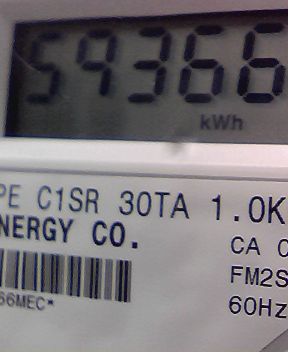 59366
kWh
PE C1SR 30TA 1.0K
NERGY CO.
CA
FM2S
66MEC*
60Hz